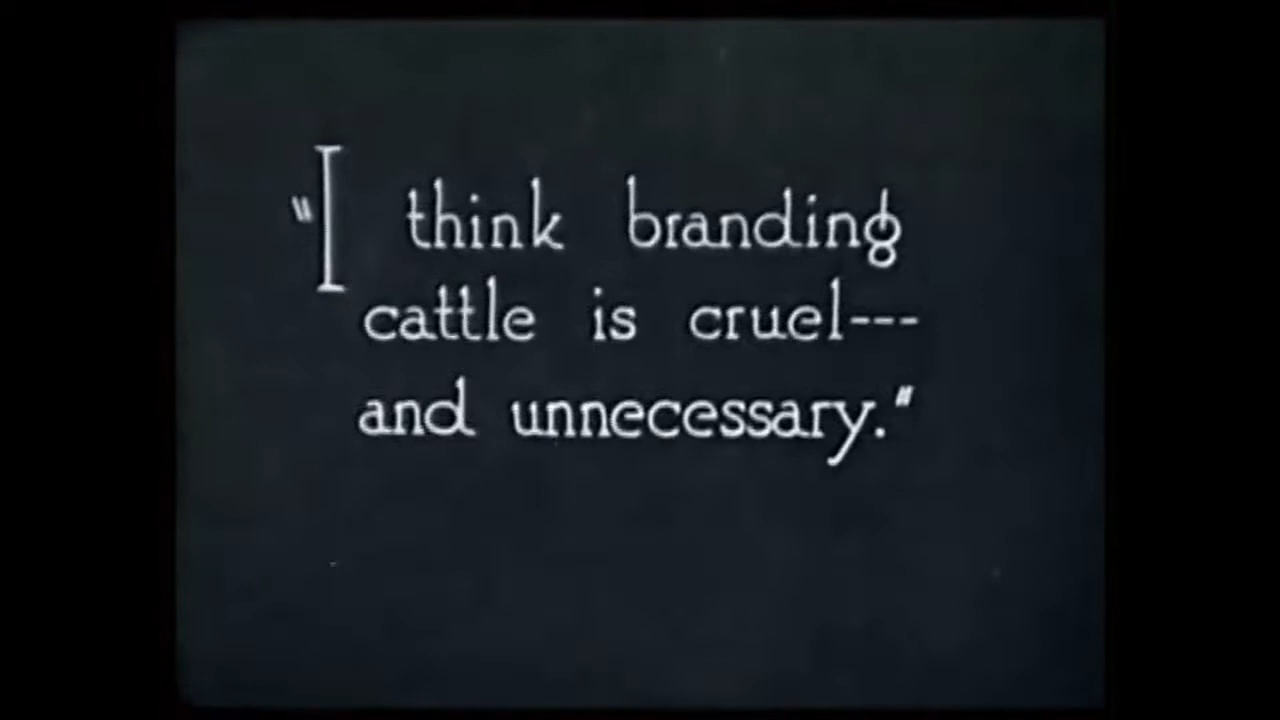 "I think branding
cattle is cruel---
and unnecessary."